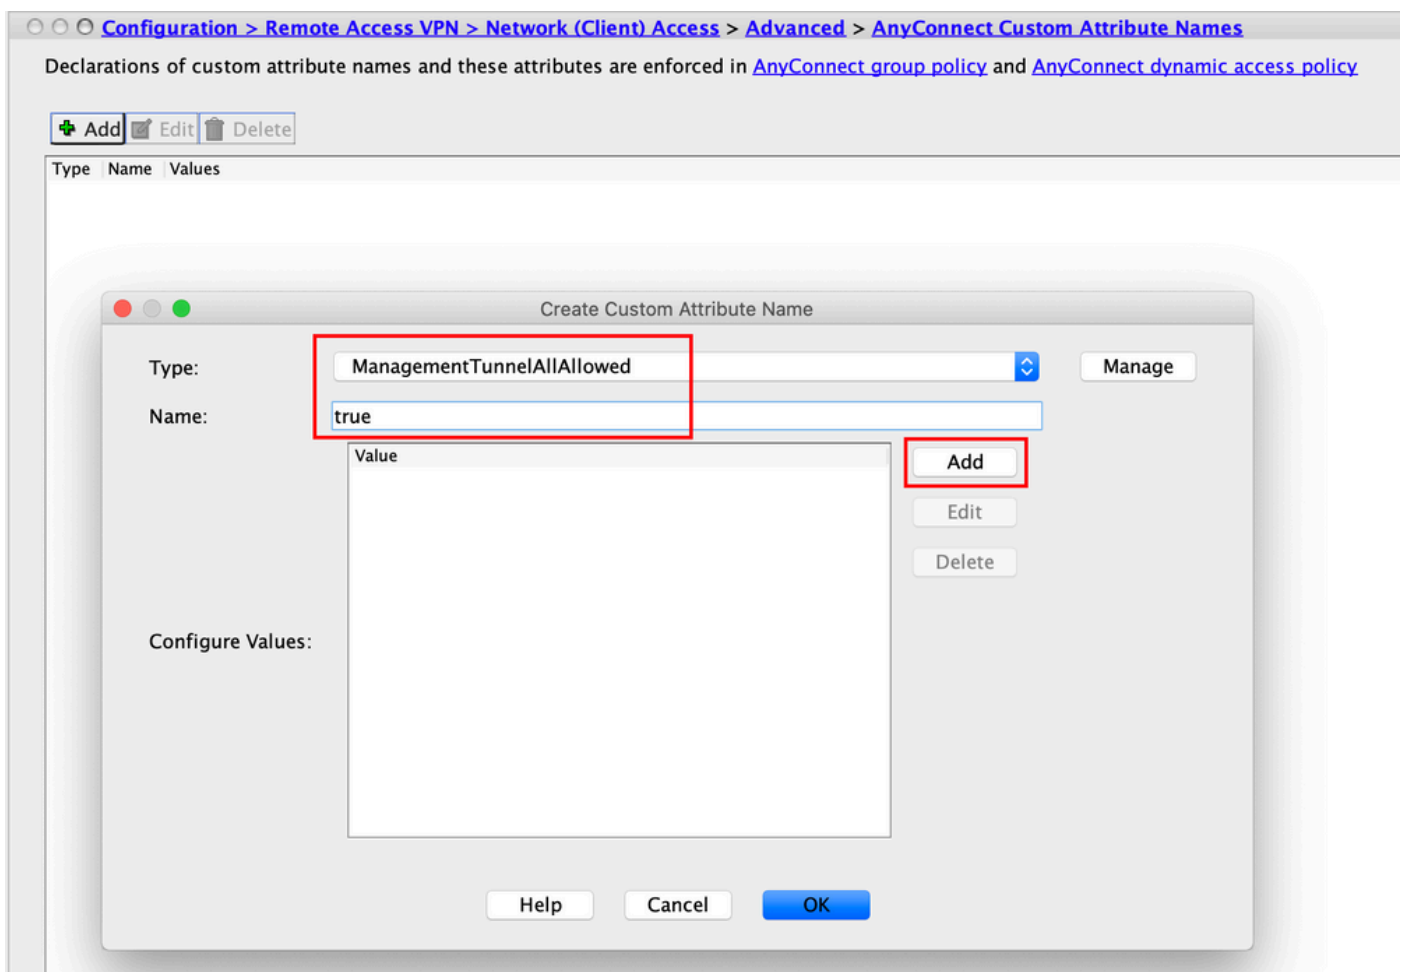 Configuration > Remote Access VPN > Network (Client) Access > Advanced > AnyConnect Custom Attribute Names
Declarations of custom attribute names and these attributes are enforced in AnyConnect group policy and AnyConnect dynamic access policy
Add Edit Delete
Type Name Values
Create Custom Attribute Name
Type: ManagementTunnelAllAllowed Manage
Name: true
Value Add
Edit
Delete
Configure Values:
Help Cancel OK